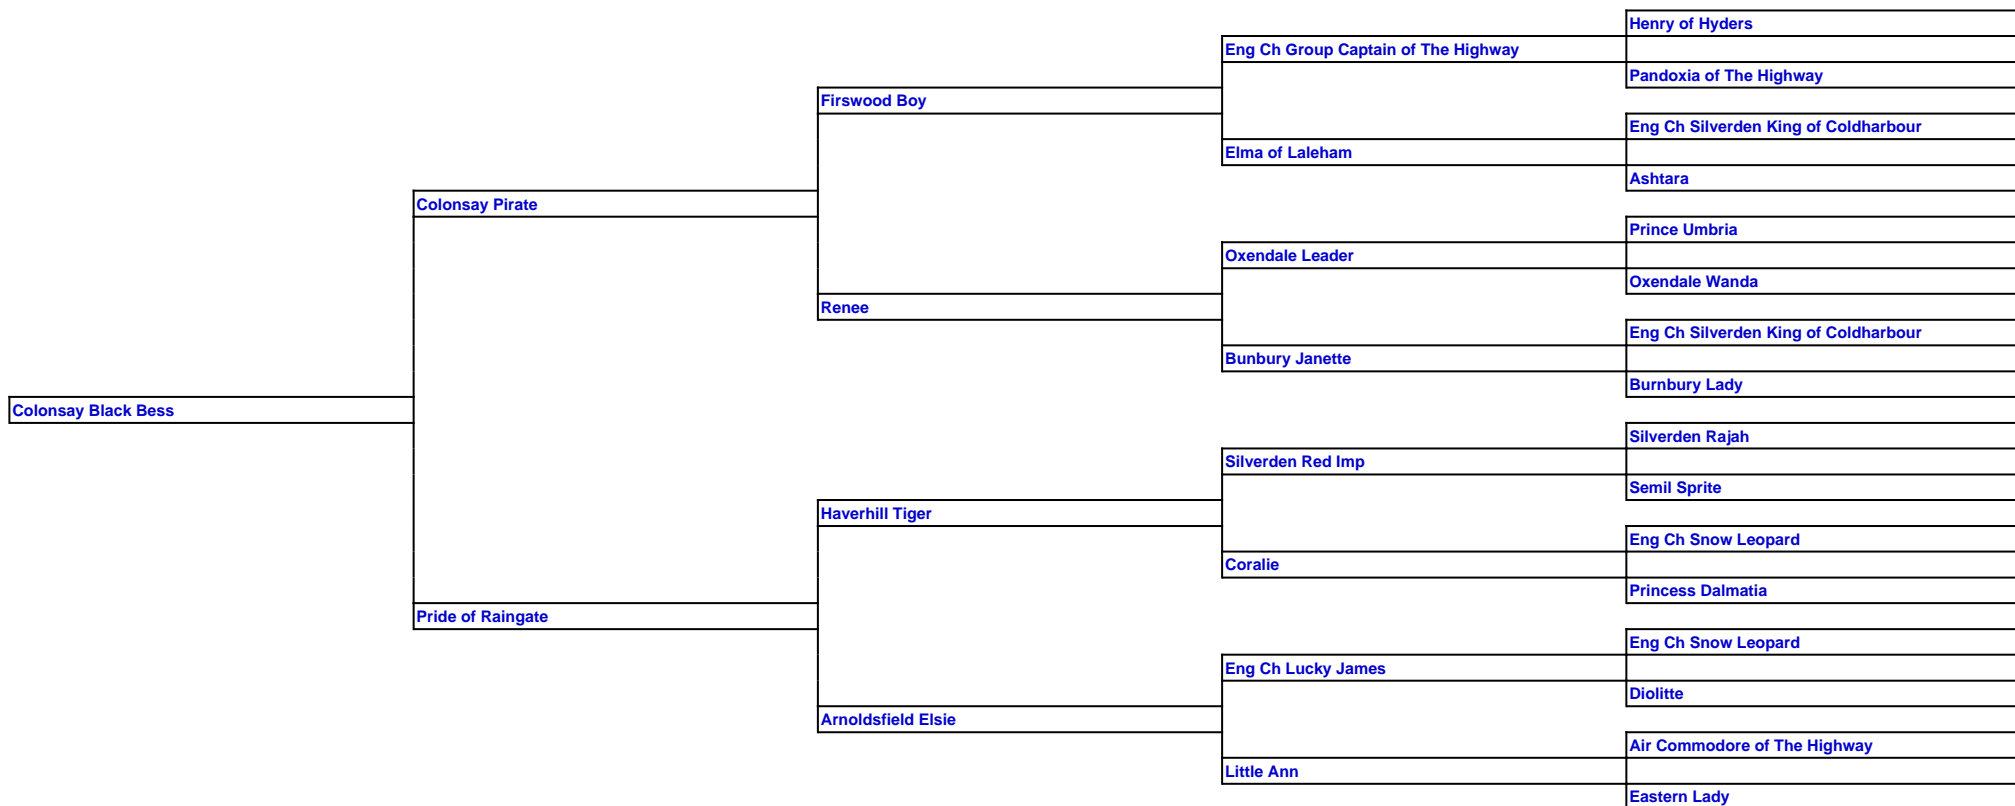 Henry of Hyders
Eng Ch Group Captain of The Highway
Pandoxia of The Highway
Firswood Boy
Eng Ch Silverden King of Coldharbour
Elma of Laleham
Ashtara
Colonsay Pirate
Prince Umbria
Oxendale Leader
Oxendale Wanda
Renee
Eng Ch Silverden King of Coldharbour
Bunbury Janette
Burnbury Lady
Colonsay Black Bess
Silverden Rajah
Silverden Red Imp
Semil Sprite
Haverhill Tiger
Eng Ch Snow Leopard
Coralie
Princess Dalmatia
Pride of Raingate
Eng Ch Snow Leopard
Eng Ch Lucky James
Diolitte
Arnoldsfield Elsie
Air Commodore of The Highway
Little Ann
Eastern Lady